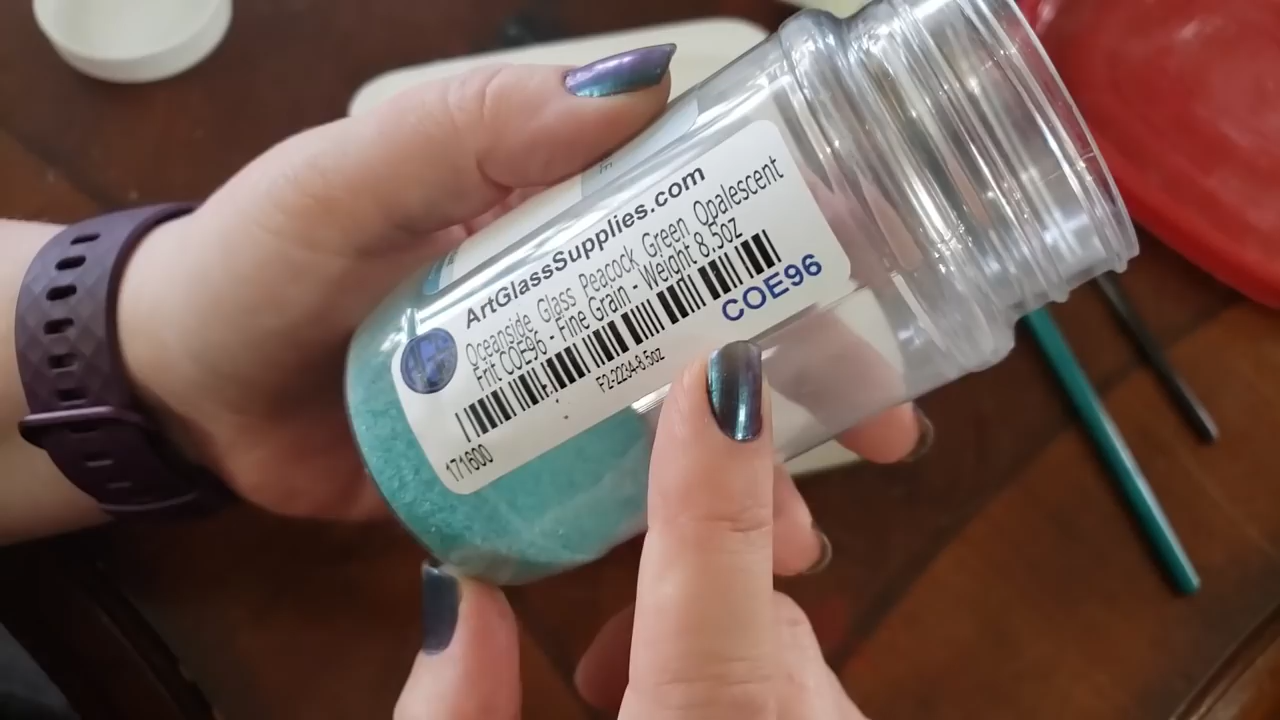 ArtGlassSupplies.com
Oceanside Glass Peacock Green Opalescent
Frit COE96 - Fine Grain - Weight 8.5oz
COE96
F2-2234-8.5oz
171600